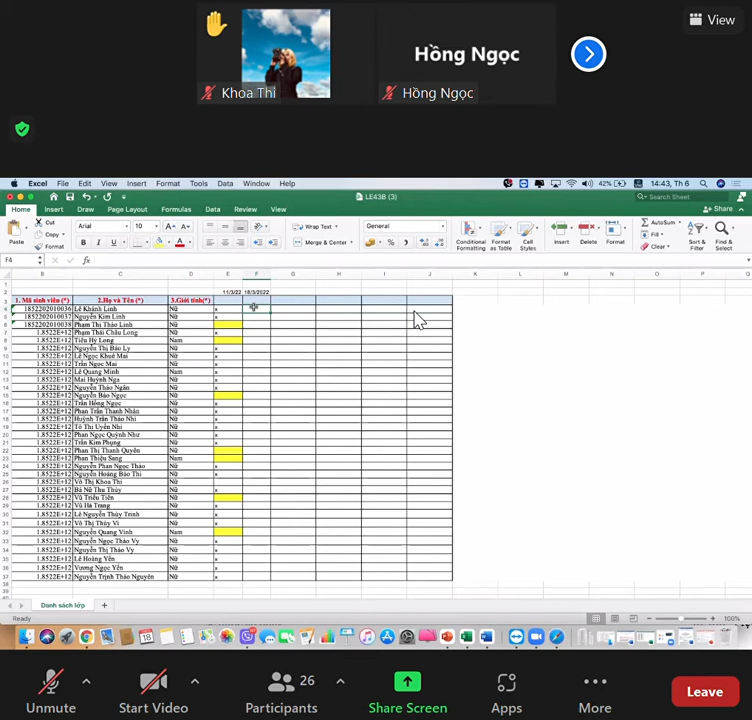 View
Hồng Ngọc
Khoa Thi
Hồng Ngọc
Excel File Edit View Insert Format Tools Data Window Help
42%
14:43, Th 6
LE43B (3)
Search Sheet
Home Insert Draw Page Layout Formulas Data Review View
Share
Paste
Cut
Copy
Format
Arial
10
B I U
Wrap Text
Merge & Center
General
Conditional Formatting
Format as Table
Cell Styles
Insert
Delete
Format
AutoSum
Fill
Clear
Sort & Filter
Find & Select
F4
fx
B C D E F G H I J K L M N O P Q
11/3/22 18/3/2022
1. Mã sinh viên (*) 2.Họ và Tên (*) 3.Giới tính(*)
1852202010036 Lê Khánh Linh Nữ x
1852202010037 Nguyễn Kim Linh Nữ x
1852202010038 Phạm Thi Thảo Linh Nữ
1.8522E+12 Phạm Thái Châu Long Nữ x
1.8522E+12 Tiêu Hỷ Long Nam
1.8522E+12 Nguyễn Thị Bảo Ly Nữ x
1.8522E+12 Lê Ngọc Khuê Mai Nữ x
1.8522E+12 Trần Ngọc Mai Nữ x
1.8522E+12 Lê Quang Minh Nam x
1.8522E+12 Mai Huỳnh Nga Nữ x
1.8522E+12 Nguyễn Thảo Ngân Nữ x
1.8522E+12 Nguyễn Bảo Ngọc Nữ
1.8522E+12 Trần Hồng Ngọc Nữ x
1.8522E+12 Phan Trần Thanh Nhàn Nữ x
1.8522E+12 Huỳnh Trần Thảo Nhi Nữ x
1.8522E+12 Tô Thi Uyển Nhi Nữ x
1.8522E+12 Phan Ngọc Quỳnh Như Nữ x
1.8522E+12 Trần Kim Phụng Nữ x
1.8522E+12 Phan Thị Thanh Quyên Nữ
1.8522E+12 Phan Thiệu Sang Nam
1.8522E+12 Nguyễn Phan Ngọc Thảo Nữ x
1.8522E+12 Nguyễn Hoàng Bảo Thi Nữ x
1.8522E+12 Võ Thị Khoa Thi Nữ
1.8522E+12 Bá Nữ Thu Thủy Nữ x
1.8522E+12 Vũ Triều Tiên Nữ
1.8522E+12 Vũ Hà Trang Nữ x
1.8522E+12 Lê Nguyễn Thùy Trinh Nữ x
1.8522E+12 Võ Thị Thúy Vi Nữ x
1.8522E+12 Nguyễn Quang Vinh Nam
1.8522E+12 Nguyễn Ngọc Thảo Vy Nữ x
1.8522E+12 Nguyễn Thị Thảo Vy Nữ x
1.8522E+12 Lê Hoàng Yến Nữ x
1.8522E+12 Vương Ngọc Yến Nữ x
1.8522E+12 Nguyễn Trịnh Thảo Nguyên Nữ x
Danh sách lớp
Ready
100%
Unmute
Start Video
26
Participants
Share Screen
Apps
More
Leave